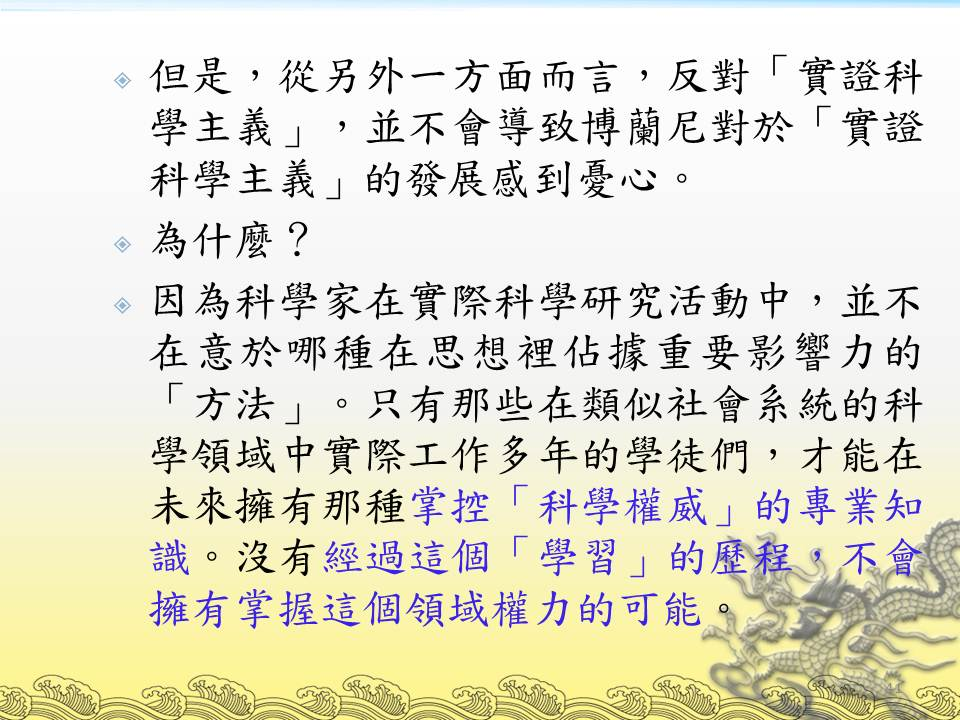 但是，從另外一方面而言，反對「實證科
學主義」，並不會導致博蘭尼對於「實證
科學主義」的發展感到憂心。
為什麼？
因為科學家在實際科學研究活動中，並不
在意於哪種在思想裡佔據重要影響力的
「方法」。只有那些在類似社會系統的科
學領域中實際工作多年的學徒們，才能在
未來擁有那種掌控「科學權威」的專業知
識。沒有經過這個「學習」的歷程，不會
擁有掌握這個領域權力的可能。
41